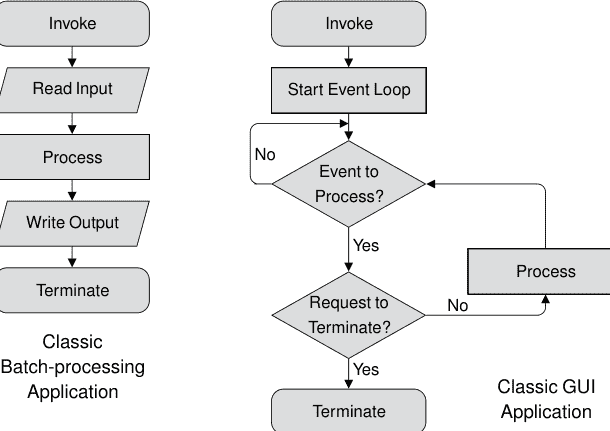 Invoke
Read Input
Process
Write Output
Terminate
Classic
Batch-processing
Application
Invoke
Start Event Loop
No
Event to
Process?
Yes
Process
Request to
Terminate?
No
Yes
Terminate
Classic GUI
Application